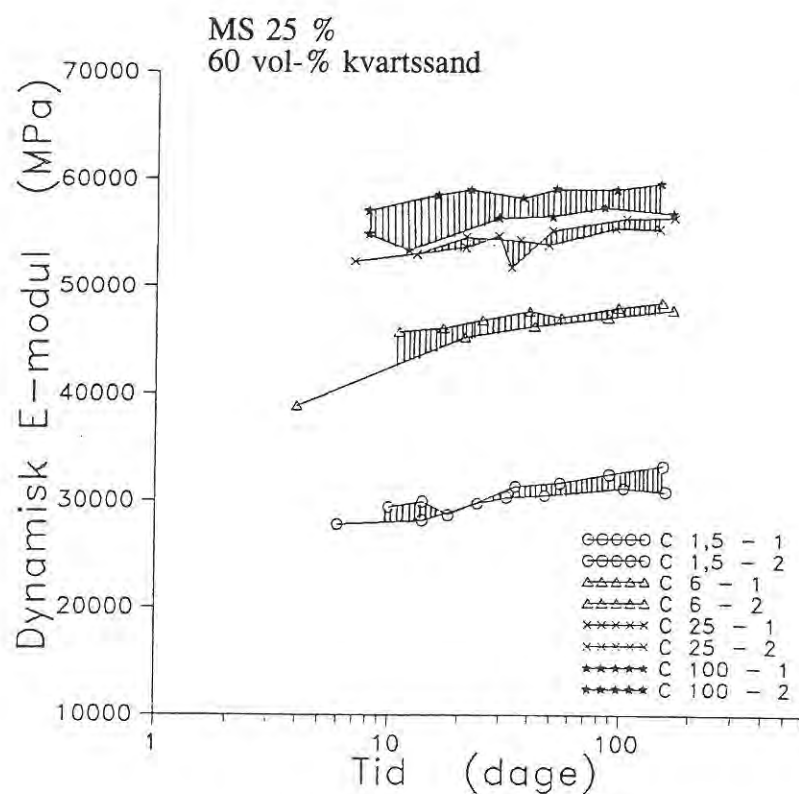 MS 25 %
60 vol-% kvartssand
Dynamisk E-modul (MPa)
70000
60000
50000
40000
30000
20000
10000
1
10
100
Tid (dage)
C 1,5 - 1
C 1,5 - 2
C 6 - 1
C 6 - 2
C 25 - 1
C 25 - 2
C 100 - 1
C 100 - 2